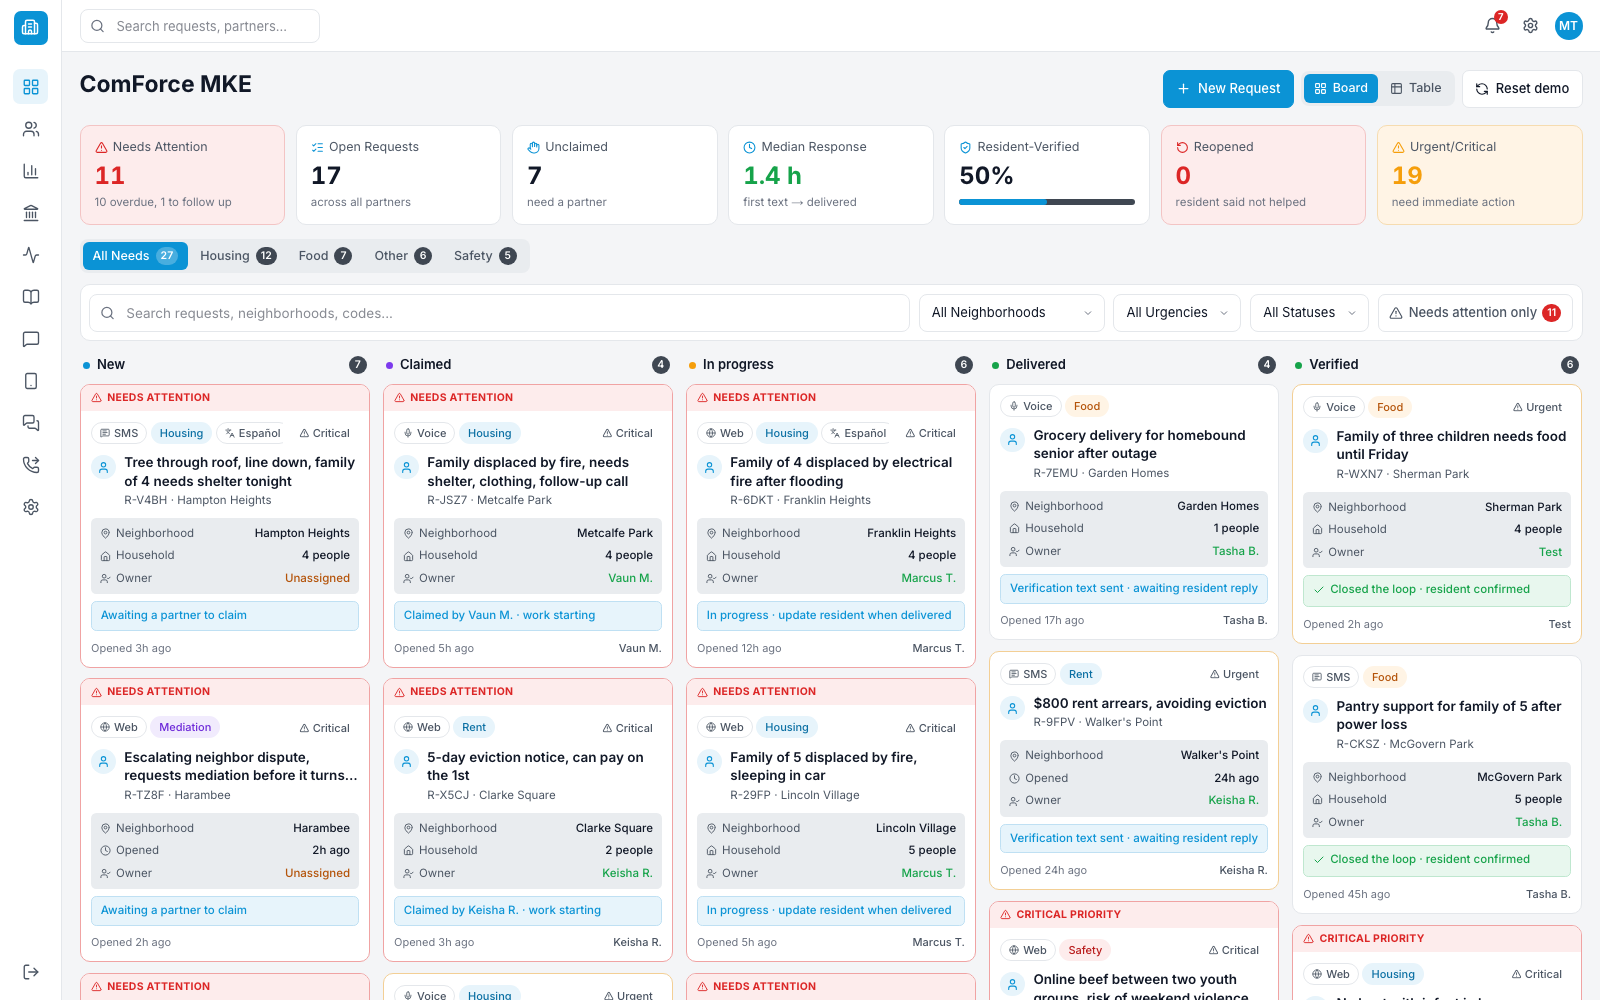 Search requests, partners...
7
MT
ComForce MKE
New Request
Board
Table
Reset demo
Needs Attention
11
10 overdue, 1 to follow up
Open Requests
17
across all partners
Unclaimed
7
need a partner
Median Response
1.4 h
first text → delivered
Resident-Verified
50%
Reopened
0
resident said not helped
Urgent/Critical
19
need immediate action
All Needs 27
Housing 12
Food 7
Other 6
Safety 5
Search requests, neighborhoods, codes...
All Neighborhoods
All Urgencies
All Statuses
Needs attention only 11
New 7
NEEDS ATTENTION
SMS Housing Español Critical
Tree through roof, line down, family
of 4 needs shelter tonight
R-V4BH · Hampton Heights
Neighborhood Hampton Heights
Household 4 people
Owner Unassigned
Awaiting a partner to claim
Opened 3h ago
NEEDS ATTENTION
Web Mediation Critical
Escalating neighbor dispute,
requests mediation before it turns...
R-TZ8F · Harambee
Neighborhood Harambee
Opened 2h ago
Owner Unassigned
Awaiting a partner to claim
Opened 2h ago
NEEDS ATTENTION
Claimed 4
NEEDS ATTENTION
Voice Housing Critical
Family displaced by fire, needs
shelter, clothing, follow-up call
R-JSZ7 · Metcalfe Park
Neighborhood Metcalfe Park
Household 4 people
Owner Vaun M.
Claimed by Vaun M. · work starting
Opened 5h ago Vaun M.
NEEDS ATTENTION
Web Rent Critical
5-day eviction notice, can pay on
the 1st
R-X5CJ · Clarke Square
Neighborhood Clarke Square
Household 2 people
Owner Keisha R.
Claimed by Keisha R. · work starting
Opened 3h ago Keisha R.
Voice Housing Urgent
In progress 6
NEEDS ATTENTION
Web Housing Español Critical
Family of 4 displaced by electrical
fire after flooding
R-6DKT · Franklin Heights
Neighborhood Franklin Heights
Household 4 people
Owner Marcus T.
In progress · update resident when delivered
Opened 12h ago Marcus T.
NEEDS ATTENTION
Web Housing Critical
Family of 5 displaced by fire,
sleeping in car
R-29FP · Lincoln Village
Neighborhood Lincoln Village
Household 5 people
Owner Marcus T.
In progress · update resident when delivered
Opened 5h ago Marcus T.
NEEDS ATTENTION
Delivered 4
Voice Food
Grocery delivery for homebound
senior after outage
R-7EMU · Garden Homes
Neighborhood Garden Homes
Household 1 people
Owner Tasha B.
Verification text sent · awaiting resident reply
Opened 17h ago Tasha B.
SMS Rent Urgent
$800 rent arrears, avoiding eviction
R-9FPV · Walker's Point
Neighborhood Walker's Point
Opened 24h ago
Owner Keisha R.
Verification text sent · awaiting resident reply
Opened 24h ago Keisha R.
CRITICAL PRIORITY
Web Safety Critical
Online beef between two youth
groups, risk of weekend violence
Verified 6
Voice Food Urgent
Family of three children needs food
until Friday
R-WXN7 · Sherman Park
Neighborhood Sherman Park
Household 4 people
Owner Test
Closed the loop · resident confirmed
Opened 2h ago Test
SMS Food
Pantry support for family of 5 after
power loss
R-CKSZ · McGovern Park
Neighborhood McGovern Park
Household 5 people
Owner Tasha B.
Closed the loop · resident confirmed
Opened 45h ago Tasha B.
CRITICAL PRIORITY
Web Housing Critical